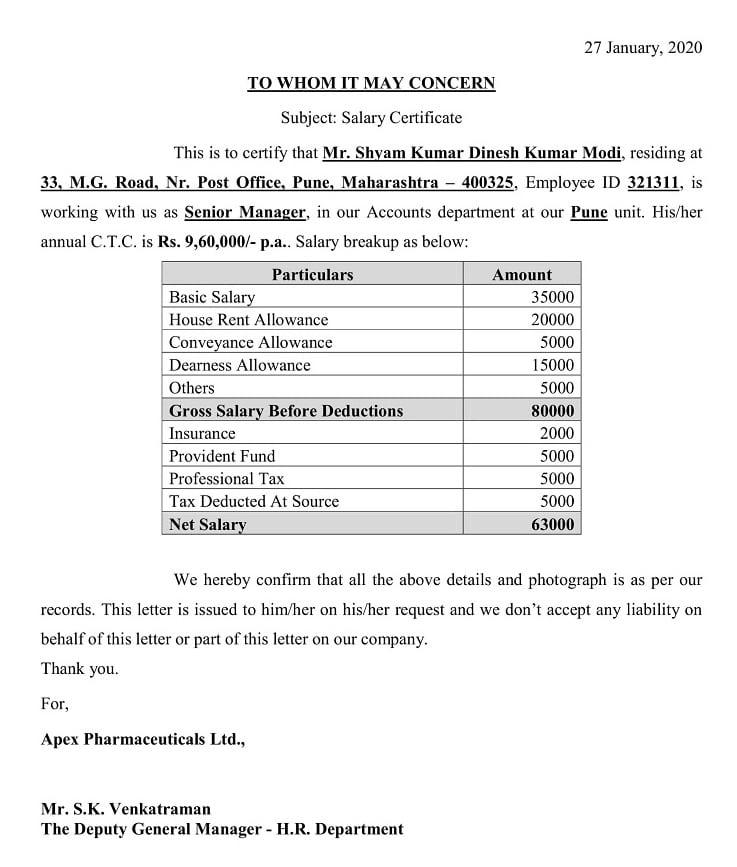 27 January, 2020
TO WHOM IT MAY CONCERN
Subject: Salary Certificate
This is to certify that Mr. Shyam Kumar Dinesh Kumar Modi, residing at
33, M.G. Road, Nr. Post Office, Pune, Maharashtra – 400325, Employee ID 321311, is
working with us as Senior Manager, in our Accounts department at our Pune unit. His/her
annual C.T.C. is Rs. 9,60,000/- p.a.. Salary breakup as below:
Particulars Amount
Basic Salary 35000
House Rent Allowance 20000
Conveyance Allowance 5000
Dearness Allowance 15000
Others 5000
Gross Salary Before Deductions 80000
Insurance 2000
Provident Fund 5000
Professional Tax 5000
Tax Deducted At Source 5000
Net Salary 63000
We hereby confirm that all the above details and photograph is as per our
records. This letter is issued to him/her on his/her request and we don’t accept any liability on
behalf of this letter or part of this letter on our company.
Thank you.
For,
Apex Pharmaceuticals Ltd.,
Mr. S.K. Venkatraman
The Deputy General Manager - H.R. Department